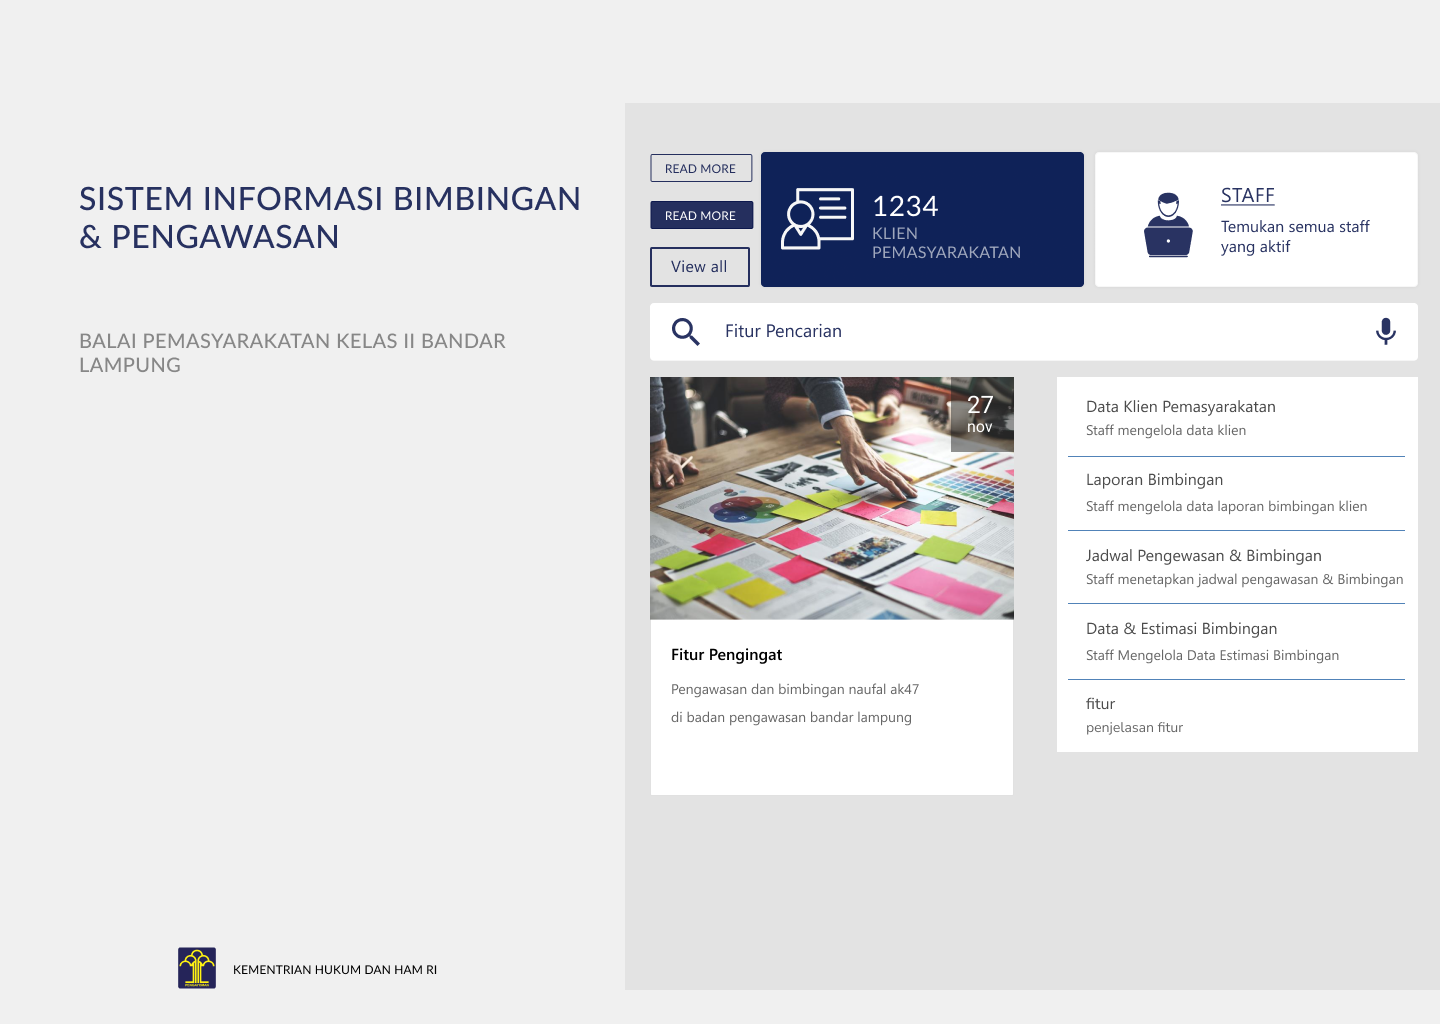 SISTEM INFORMASI BIMBINGAN
& PENGAWASAN
BALAI PEMASYARAKATAN KELAS II BANDAR
LAMPUNG
KEMENTRIAN HUKUM DAN HAM RI
READ MORE
READ MORE
View all
1234
KLIEN
PEMASYARAKATAN
STAFF
Temukan semua staff
yang aktif
Fitur Pencarian
27
nov
Fitur Pengingat
Pengawasan dan bimbingan naufal ak47
di badan pengawasan bandar lampung
Data Klien Pemasyarakatan
Staff mengelola data klien
Laporan Bimbingan
Staff mengelola data laporan bimbingan klien
Jadwal Pengewasan & Bimbingan
Staff menetapkan jadwal pengawasan & Bimbingan
Data & Estimasi Bimbingan
Staff Mengelola Data Estimasi Bimbingan
fitur
penjelasan fitur